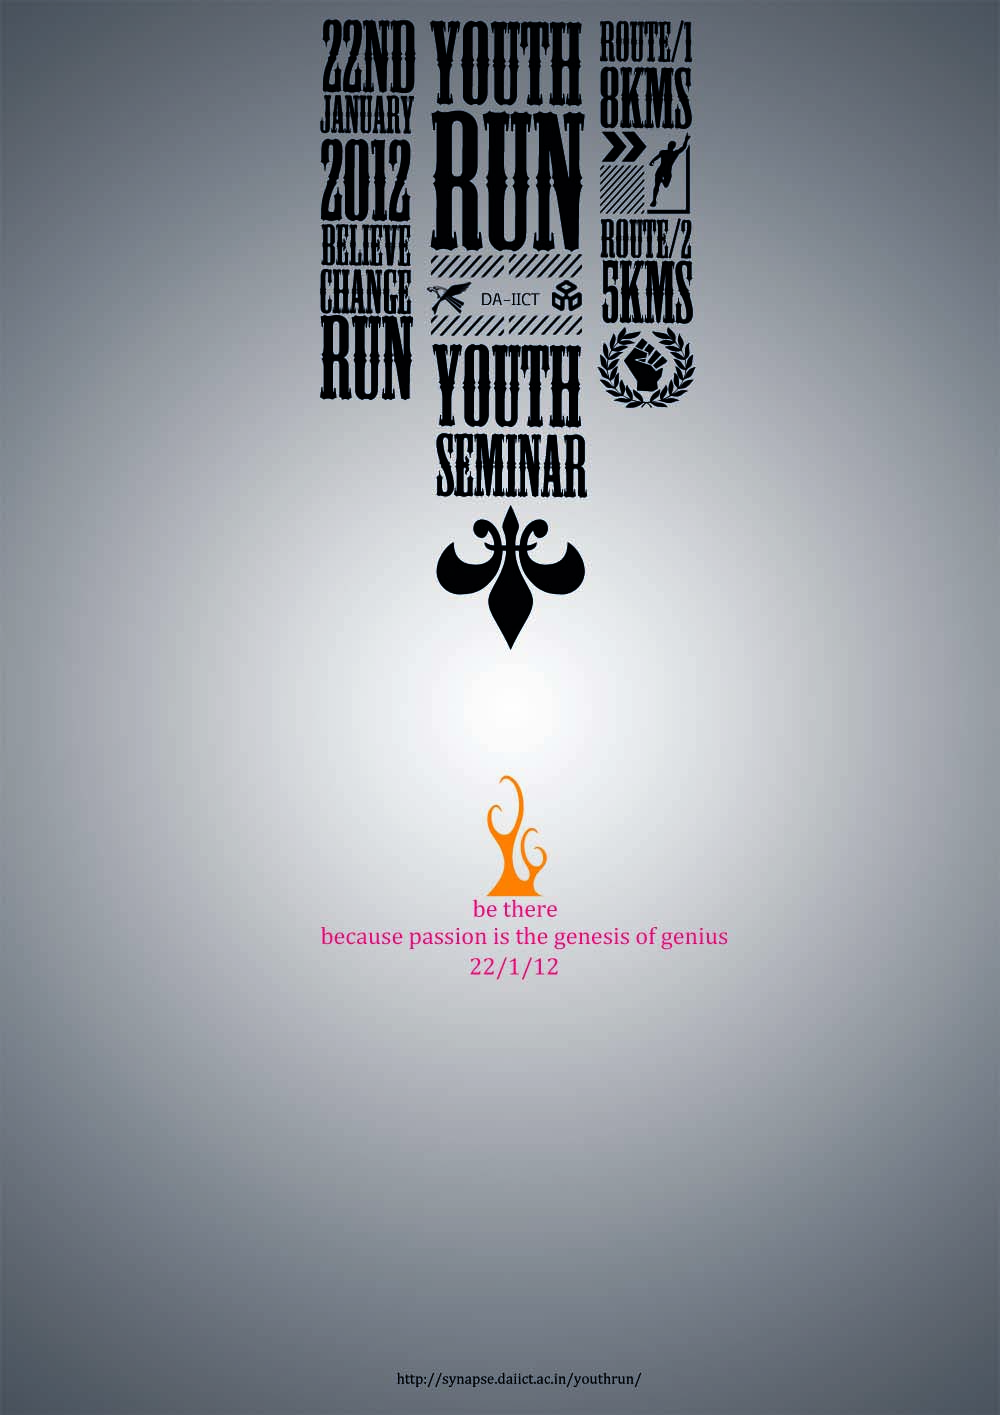 22ND
JANUARY
2012
BELIEVE
CHANGE
RUN
YOUTH
RUN
DA-IICT
YOUTH
SEMINAR
ROUTE/1
8KMS
ROUTE/2
5KMS
be there
because passion is the genesis of genius
22/1/12
http://synapse.daiict.ac.in/youthrun/